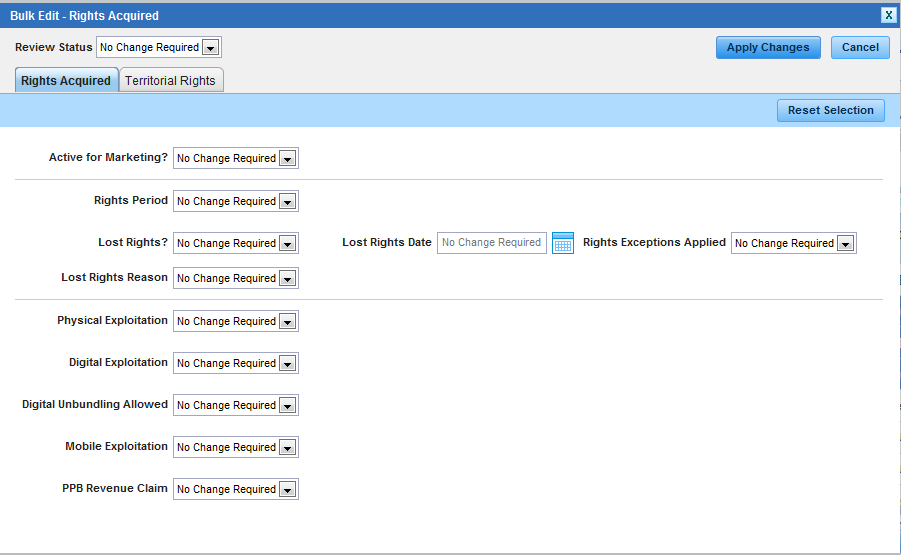 Bulk Edit - Rights Acquired X
Review Status No Change Required Apply Changes Cancel
Rights Acquired Territorial Rights
Reset Selection
Active for Marketing? No Change Required
Rights Period No Change Required
Lost Rights? No Change Required Lost Rights Date No Change Required Rights Exceptions Applied No Change Required
Lost Rights Reason No Change Required
Physical Exploitation No Change Required
Digital Exploitation No Change Required
Digital Unbundling Allowed No Change Required
Mobile Exploitation No Change Required
PPB Revenue Claim No Change Required